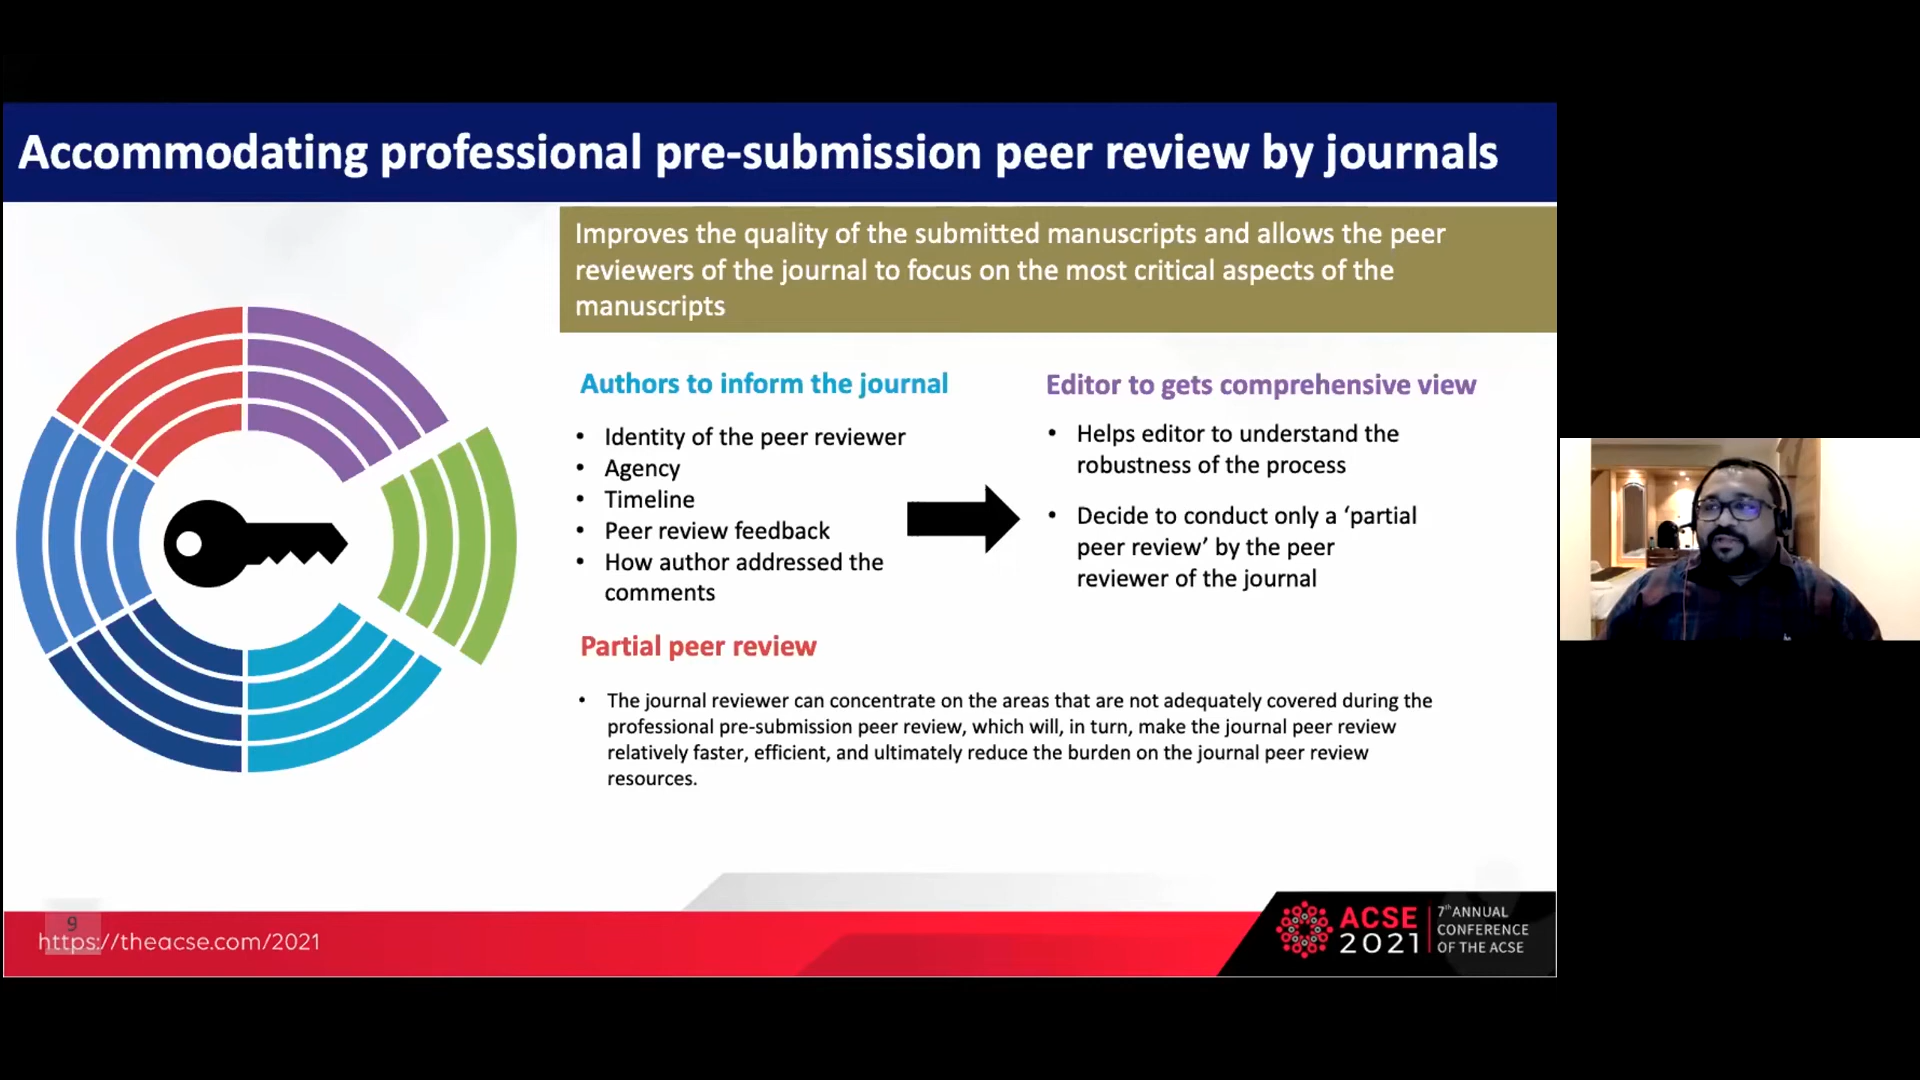 Accommodating professional pre-submission peer review by journals
Improves the quality of the submitted manuscripts and allows the peer
reviewers of the journal to focus on the most critical aspects of the
manuscripts
Authors to inform the journal
• Identity of the peer reviewer
• Agency
• Timeline
• Peer review feedback
• How author addressed the
comments
Editor to gets comprehensive view
• Helps editor to understand the
robustness of the process
• Decide to conduct only a ‘partial
peer review’ by the peer
reviewer of the journal
Partial peer review
• The journal reviewer can concentrate on the areas that are not adequately covered during the
professional pre-submission peer review, which will, in turn, make the journal peer review
relatively faster, efficient, and ultimately reduce the burden on the journal peer review
resources.
9
https://theacse.com/2021
ACSE
2021
7th ANNUAL
CONFERENCE
OF THE ACSE